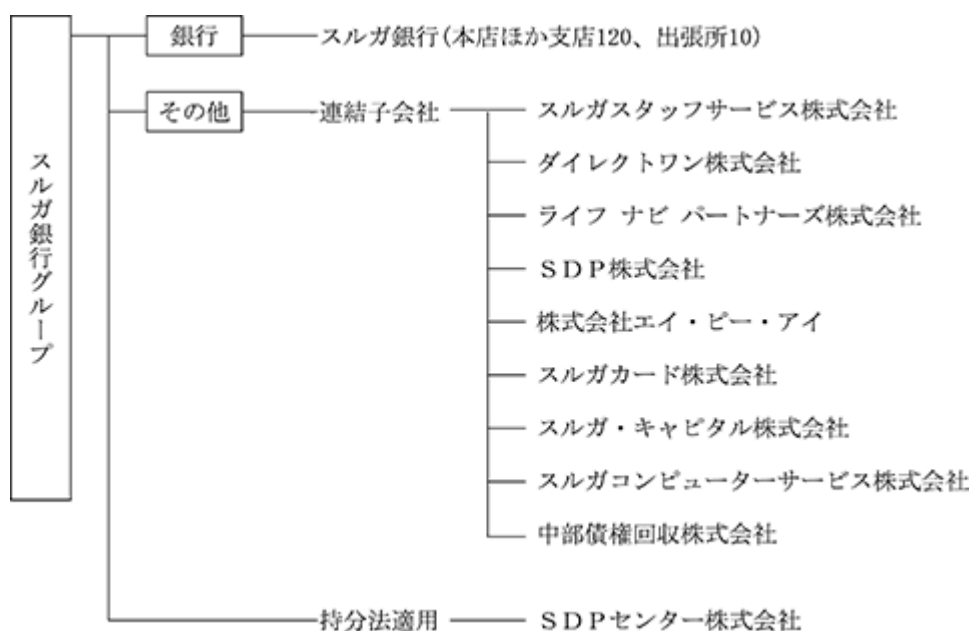 スルガ銀行グループ
銀行
スルガ銀行(本店ほか支店120、出張所10)
その他
連結子会社
スルガスタッフサービス株式会社
ダイレクトワン株式会社
ライフ ナビ パートナーズ株式会社
ＳＤＰ株式会社
株式会社エイ・ピー・アイ
スルガカード株式会社
スルガ・キャピタル株式会社
スルガコンピューターサービス株式会社
中部債権回収株式会社
持分法適用
ＳＤＰセンター株式会社